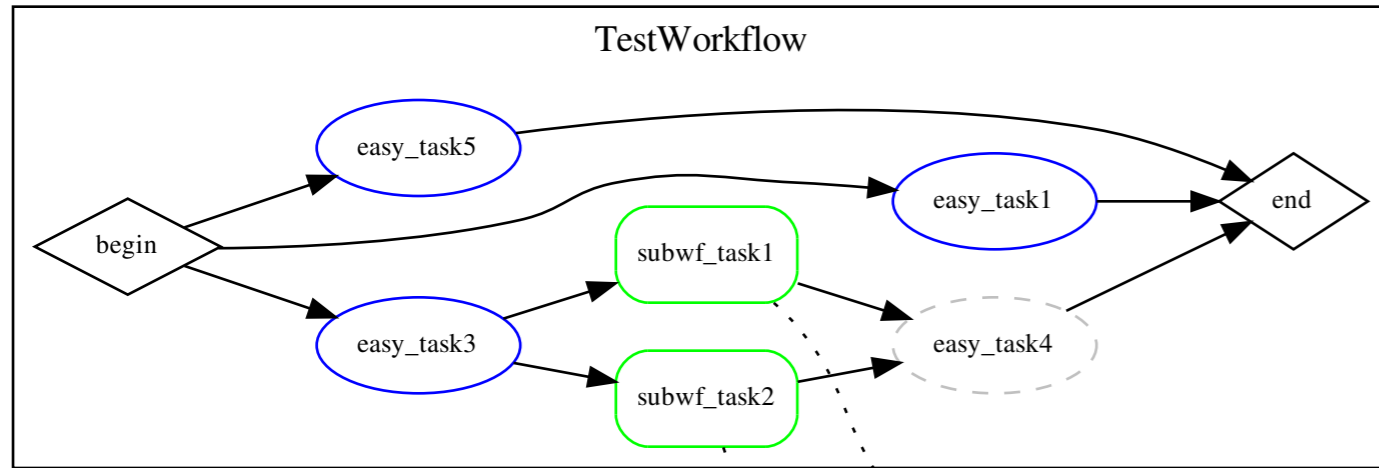 TestWorkflow
easy_task5
easy_task1
end
begin
subwf_task1
easy_task3
easy_task4
subwf_task2